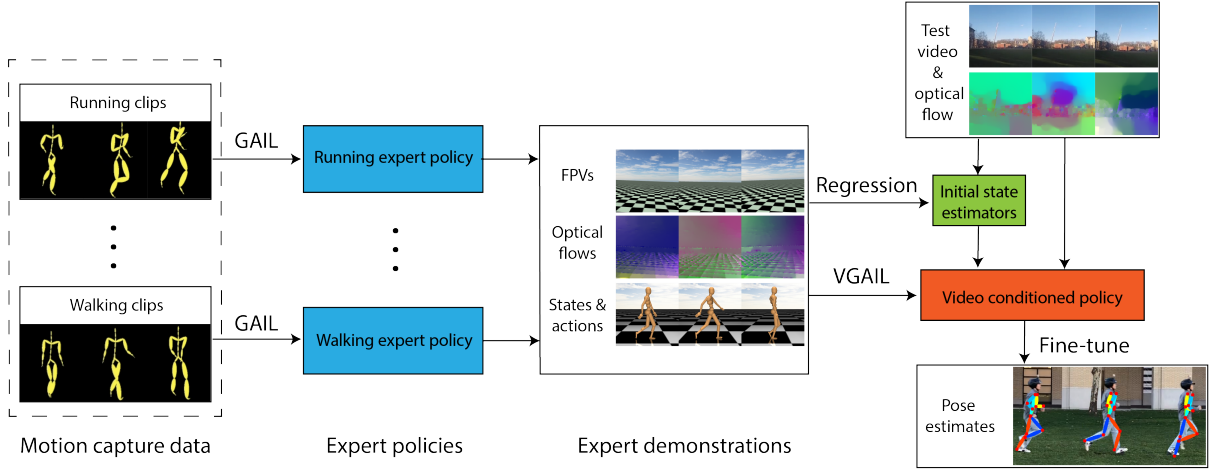 Running clips
GAIL
Running expert policy
Walking clips
GAIL
Walking expert policy
FPVs
Optical
flows
States &
actions
Test
video
&
optical
flow
Regression
Initial state
estimators
VGAIL
Video conditioned policy
Fine-tune
Pose
estimates
Motion capture data
Expert policies
Expert demonstrations